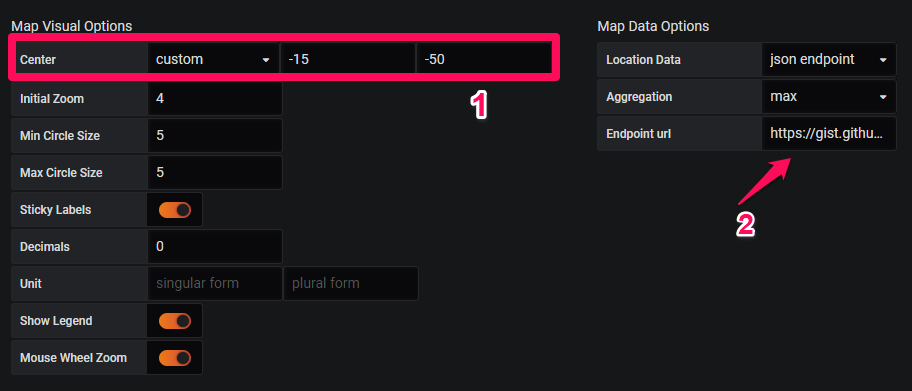 Map Visual Options
Center custom -15 -50
1
Initial Zoom 4
Min Circle Size 5
Max Circle Size 5
Sticky Labels
Decimals 0
Unit singular form plural form
Show Legend
Mouse Wheel Zoom
Map Data Options
Location Data json endpoint
Aggregation max
Endpoint url https://gist.githu...
2